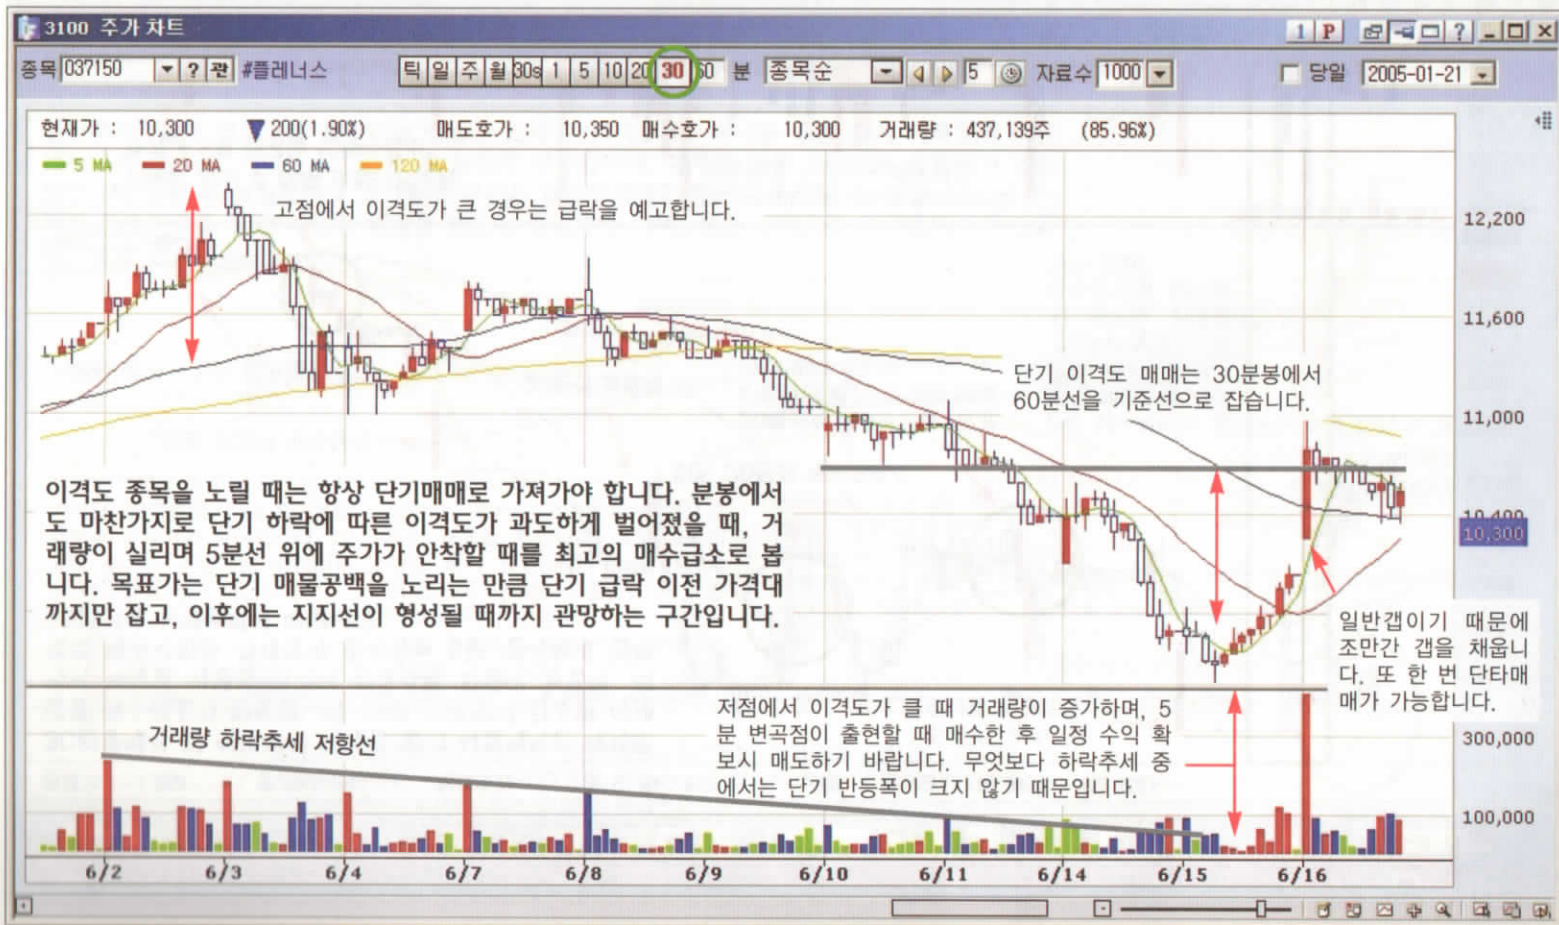 3100 주가 차트
1 P ?
종목 037150 ? 관 #플레너스 틱 일 주 월 30s 1 5 10 20 30 60 분 종목순 5 자료수 1000 당일 2005-01-21
현재가 : 10,300 ▼ 200(1.90%) 매도호가 : 10,350 매수호가 : 10,300 거래량 : 437,139주 (85.96%)
5 MA 20 MA 60 MA 120 MA
고점에서 이격도가 큰 경우는 급락을 예고합니다.
12,200
11,600
단기 이격도 매매는 30분봉에서
60분선을 기준선으로 잡습니다.
11,000
이격도 종목을 노릴 때는 항상 단기매매로 가져가야 합니다. 분봉에서
도 마찬가지로 단기 하락에 따른 이격도가 과도하게 벌어졌을 때, 거
래량이 실리며 5분선 위에 주가가 안착할 때를 최고의 매수급소로 봅
니다. 목표가는 단기 매물공백을 노리는 만큼 단기 급락 이전 가격대
까지만 잡고, 이후에는 지지선이 형성될 때까지 관망하는 구간입니다.
10,400
10,300
일반갭이기 때문에
조만간 갭을 채웁니
다. 또 한 번 단타매
매가 가능합니다.
저점에서 이격도가 클 때 거래량이 증가하며, 5
분 변곡점이 출현할 때 매수한 후 일정 수익 확
보시 매도하기 바랍니다. 무엇보다 하락추세 중
에서는 단기 반등폭이 크지 않기 때문입니다.
거래량 하락추세 저항선
300,000
100,000
6/2 6/3 6/4 6/7 6/8 6/9 6/10 6/11 6/14 6/15 6/16